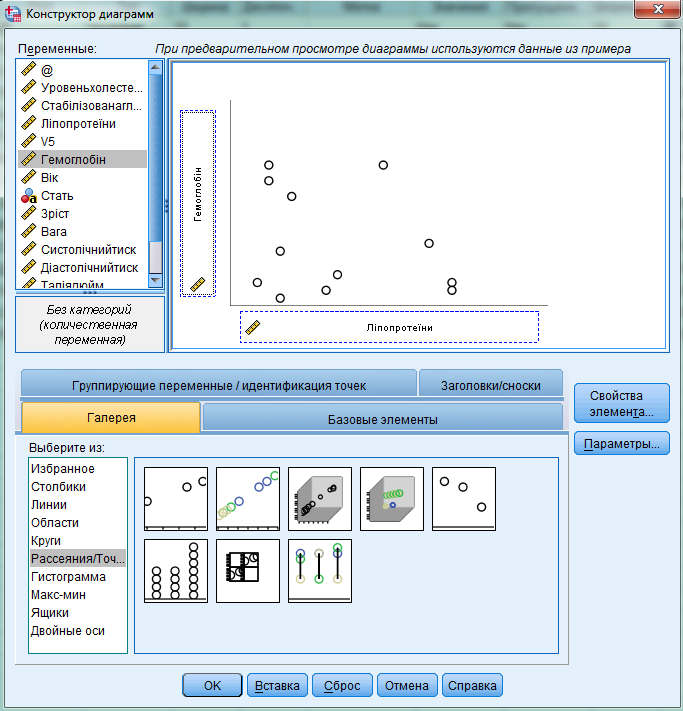 Конструктор диаграмм
Переменные:
При предварительном просмотре диаграммы используются данные из примера
@
Уровеньхолесте...
Стабілізованагл...
Ліпопротеїни
V5
Гемоглобін
Вік
Стать
Зріст
Вага
Систолічнийтиск
Діастолічнийтиск
Таліялюйм
Без категорий
(количественная
переменная)
Гемоглобін
Ліпопротеїни
Группирующие переменные / идентификация точек
Заголовки/сноски
Галерея
Базовые элементы
Свойства
элемента...
Параметры...
Выберите из:
Избранное
Столбики
Линии
Области
Круги
Рассеяния/Точ...
Гистограмма
Макс-мин
Ящики
Двойные оси
OK
Вставка
Сброс
Отмена
Справка